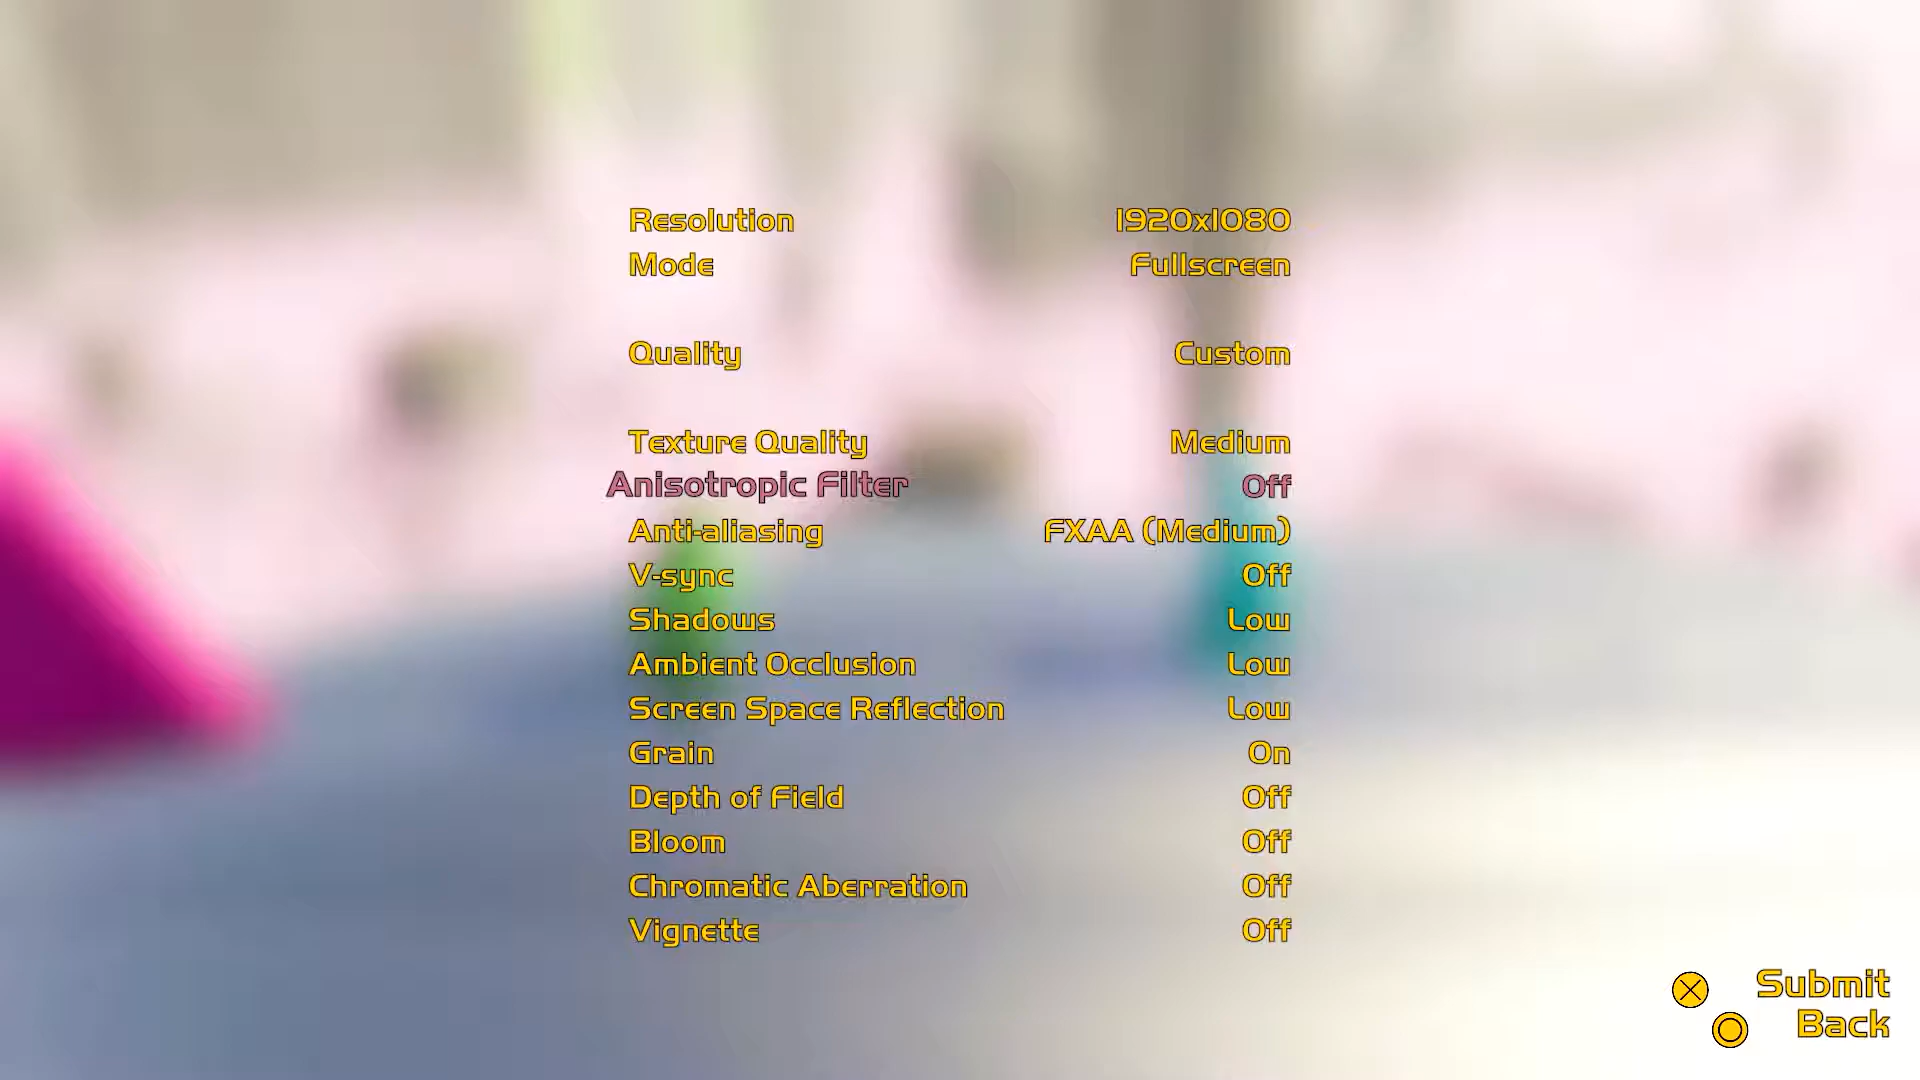 Resolution 1920x1080
Mode Fullscreen
Quality Custom
Texture Quality Medium
Anisotropic Filter Off
Anti-aliasing FXAA (Medium)
V-sync Off
Shadows Low
Ambient Occlusion Low
Screen Space Reflection Low
Grain On
Depth of Field Off
Bloom Off
Chromatic Aberration Off
Vignette Off
Submit
Back